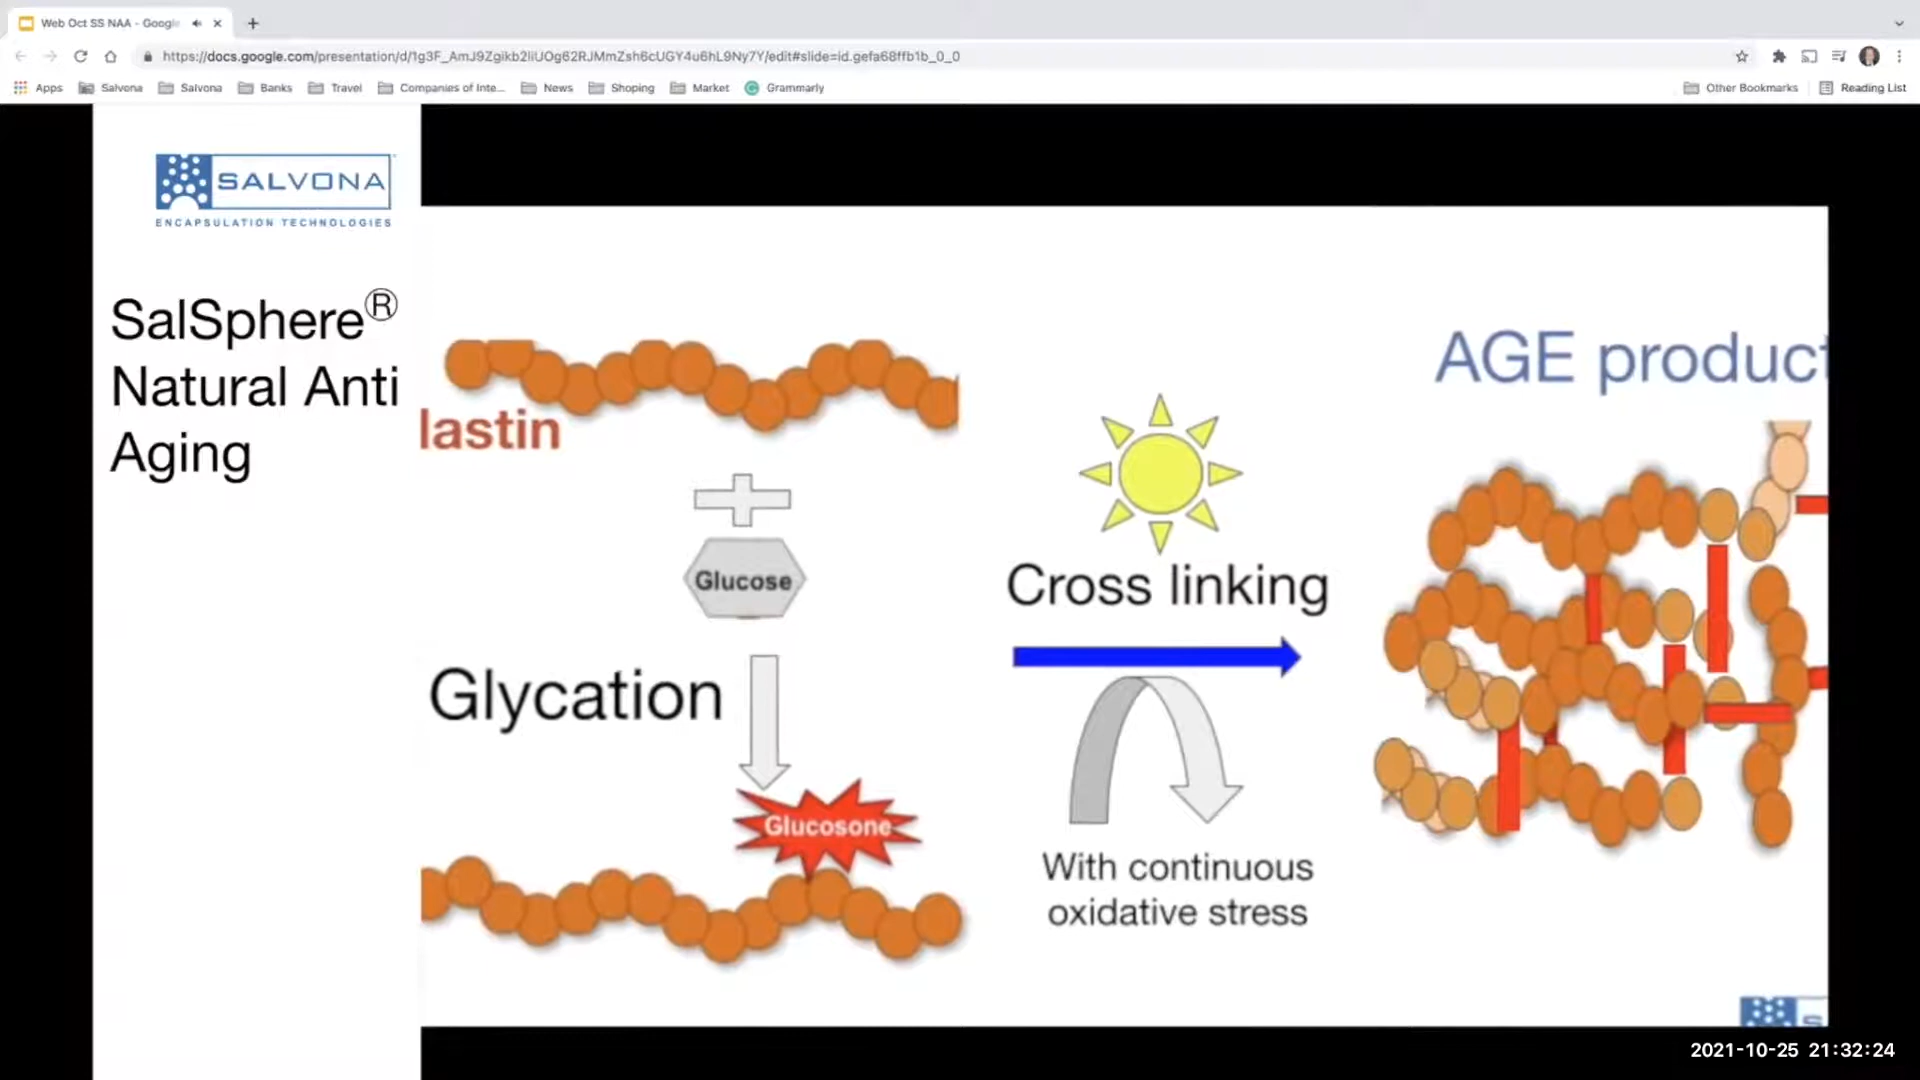 Web Oct SS NAA - Google
https://docs.google.com/presentation/d/1g3F_AmJ9Zgikb2liUOg62RJMmZsh6cUGY4u6hL9Ny7Y/edit#slide=id.gefa68ffb1b_0_0
Apps Salvona Salvona Banks Travel Companies of Inte... News Shoping Market Grammarly Other Bookmarks Reading List
SALVONA
ENCAPSULATION TECHNOLOGIES
SalSphere®
Natural Anti
Aging
lastin
Glucose
Glycation
Glucosone
Cross linking
With continuous
oxidative stress
AGE product
S
2021-10-25 21:32:24